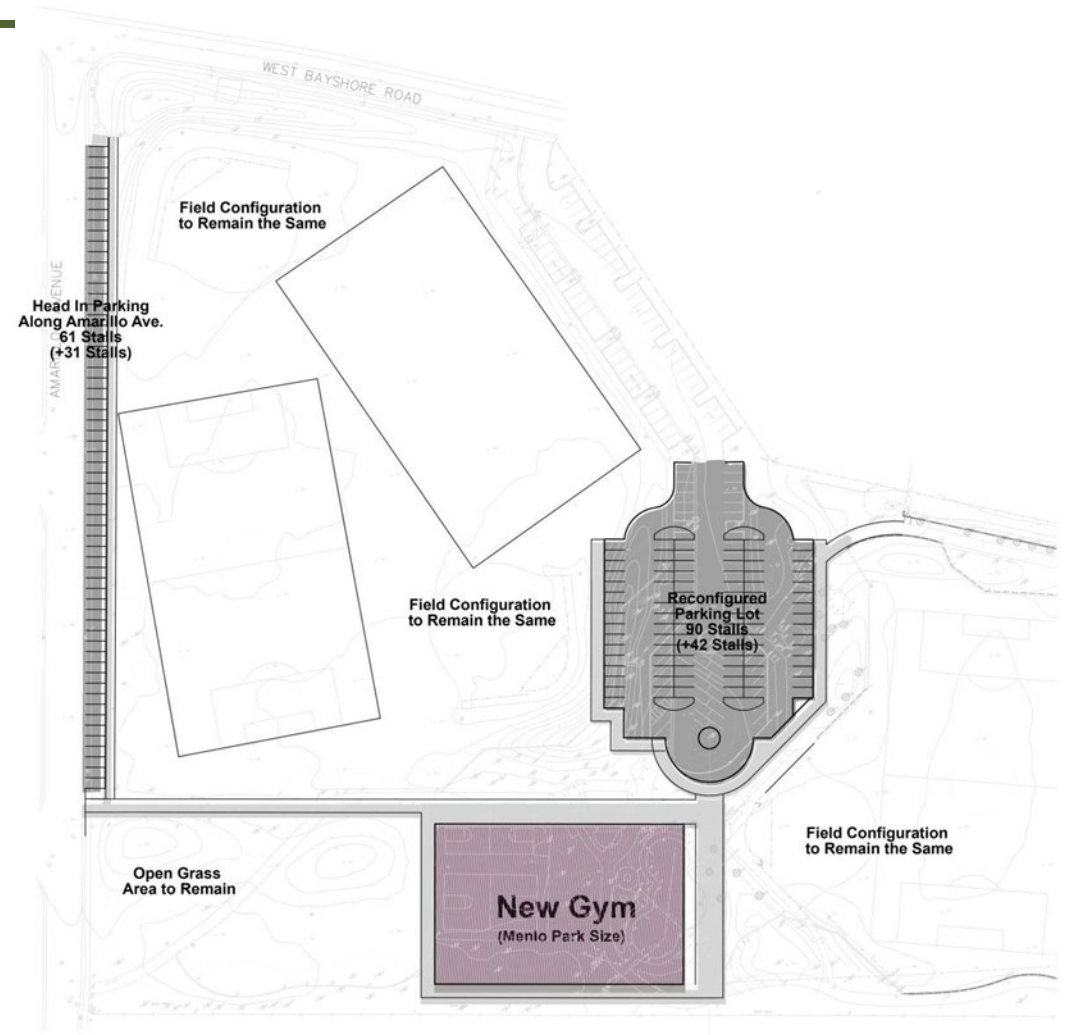 WEST BAYSHORE ROAD
Field Configuration
to Remain the Same
AMARILLO AVENUE
Head In Parking
Along Amarillo Ave.
61 Stalls
(+31 Stalls)
Field Configuration
to Remain the Same
Reconfigured
Parking Lot
90 Stalls
(+42 Stalls)
Field Configuration
to Remain the Same
Open Grass
Area to Remain
New Gym
(Menlo Park Size)